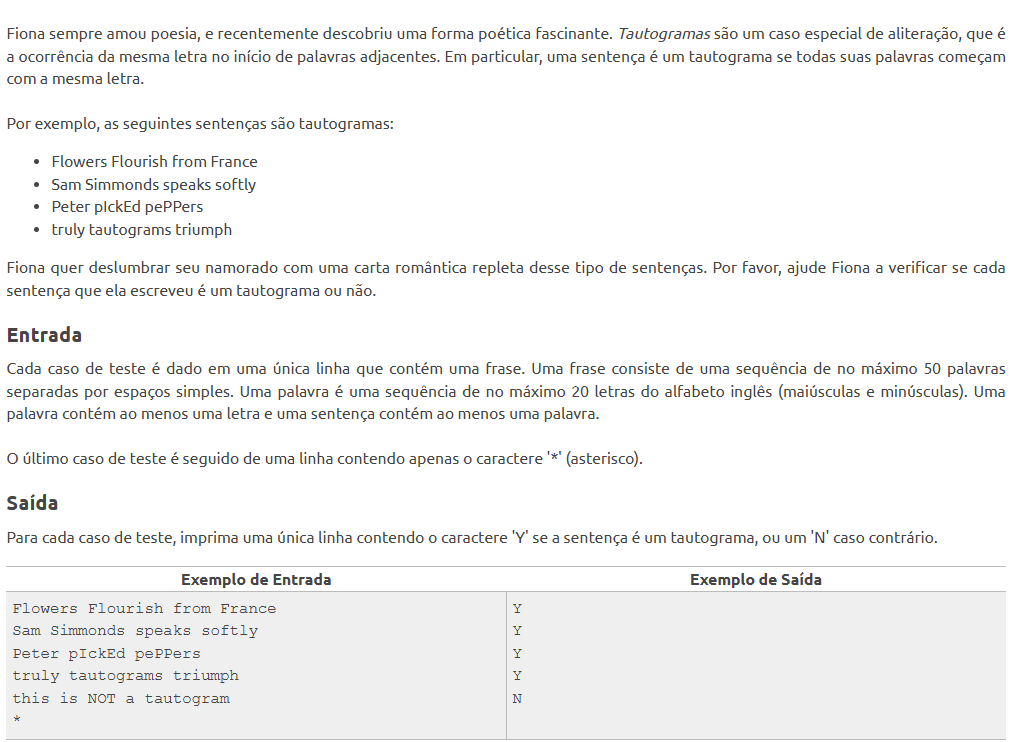 Fiona sempre amou poesia, e recentemente descobriu uma forma poética fascinante. Tautogramas são um caso especial de aliteração, que é
a ocorrência da mesma letra no início de palavras adjacentes. Em particular, uma sentença é um tautograma se todas suas palavras começam
com a mesma letra.
Por exemplo, as seguintes sentenças são tautogramas:
• Flowers Flourish from France
• Sam Simmonds speaks softly
• Peter pIckEd pePPers
• truly tautograms triumph
Fiona quer deslumbrar seu namorado com uma carta romântica repleta desse tipo de sentenças. Por favor, ajude Fiona a verificar se cada
sentença que ela escreveu é um tautograma ou não.
Entrada
Cada caso de teste é dado em uma única linha que contém uma frase. Uma frase consiste de uma sequência de no máximo 50 palavras
separadas por espaços simples. Uma palavra é uma sequência de no máximo 20 letras do alfabeto inglês (maiúsculas e minúsculas). Uma
palavra contém ao menos uma letra e uma sentença contém ao menos uma palavra.
O último caso de teste é seguido de uma linha contendo apenas o caractere '*' (asterisco).
Saída
Para cada caso de teste, imprima uma única linha contendo o caractere 'Y' se a sentença é um tautograma, ou um 'N' caso contrário.
Exemplo de Entrada Exemplo de Saída
Flowers Flourish from France Y
Sam Simmonds speaks softly Y
Peter pIckEd pePPers Y
truly tautograms triumph Y
this is NOT a tautogram N
*